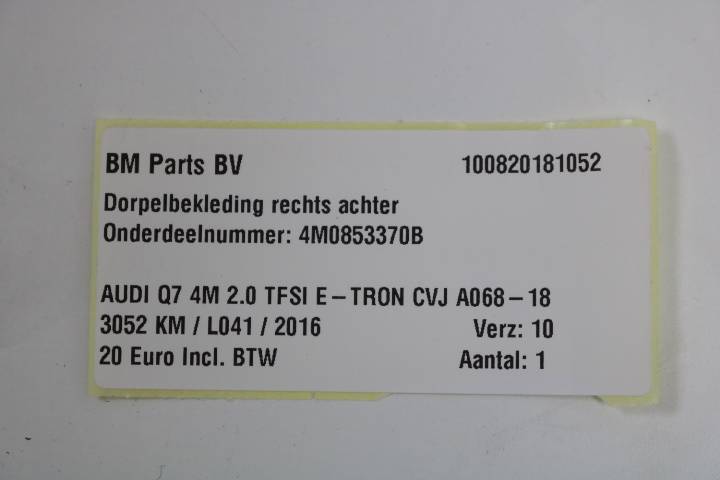 BM Parts BV 100820181052
Dorpelbekleding rechts achter
Onderdeelnummer: 4M0853370B
AUDI Q7 4M 2.0 TFSI E-TRON CVJ A068-18
3052 KM / L041 / 2016 Verz: 10
20 Euro Incl. BTW Aantal: 1